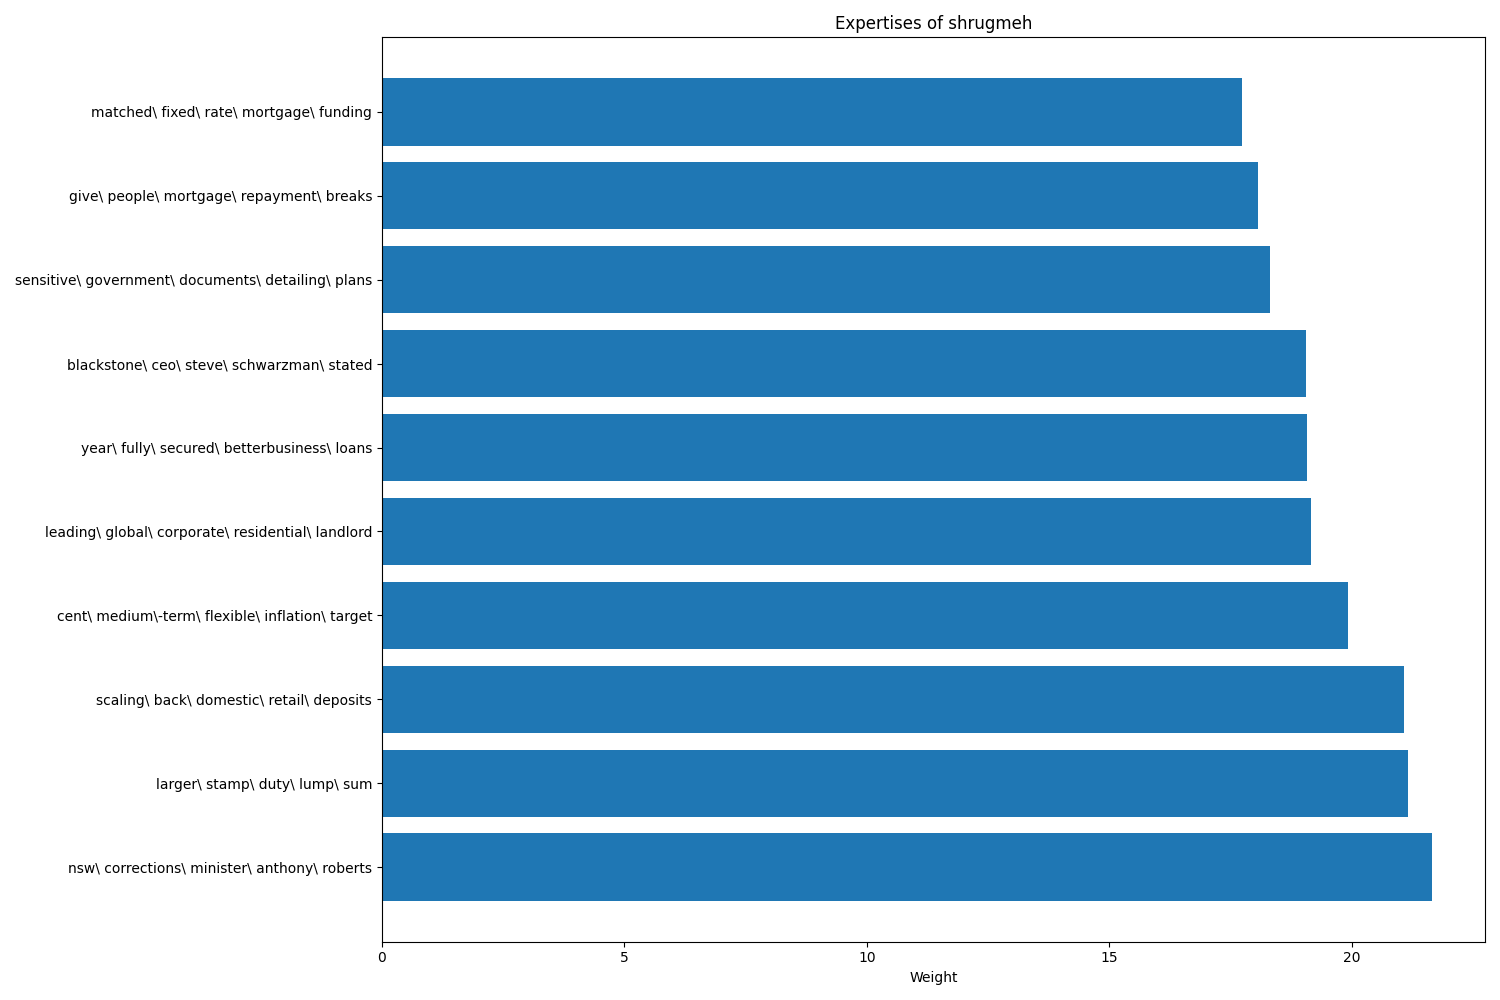 Expertises of shrugmeh
matched\ fixed\ rate\ mortgage\ funding
give\ people\ mortgage\ repayment\ breaks
sensitive\ government\ documents\ detailing\ plans
blackstone\ ceo\ steve\ schwarzman\ stated
year\ fully\ secured\ betterbusiness\ loans
leading\ global\ corporate\ residential\ landlord
cent\ medium\-term\ flexible\ inflation\ target
scaling\ back\ domestic\ retail\ deposits
larger\ stamp\ duty\ lump\ sum
nsw\ corrections\ minister\ anthony\ roberts
0 5 10 15 20
Weight